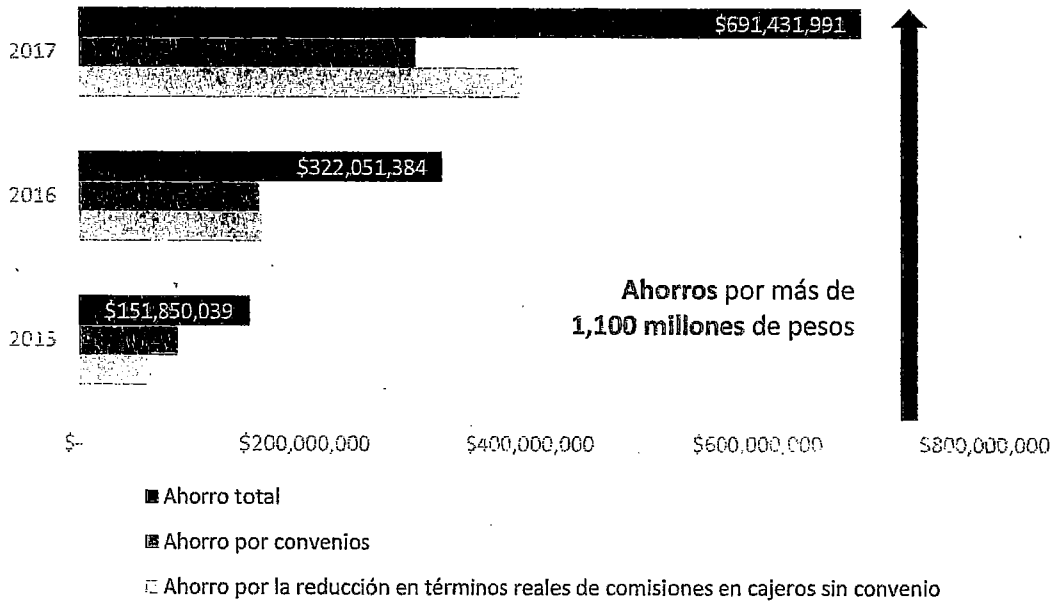 $691,431,991
2017
$322,051,384
2016
$151,850,039
2015
Ahorros por más de
1,100 millones de pesos
$- $200,000,000 $400,000,000 $600,000,000 $800,000,000
Ahorro total
Ahorro por convenios
Ahorro por la reducción en términos reales de comisiones en cajeros sin convenio